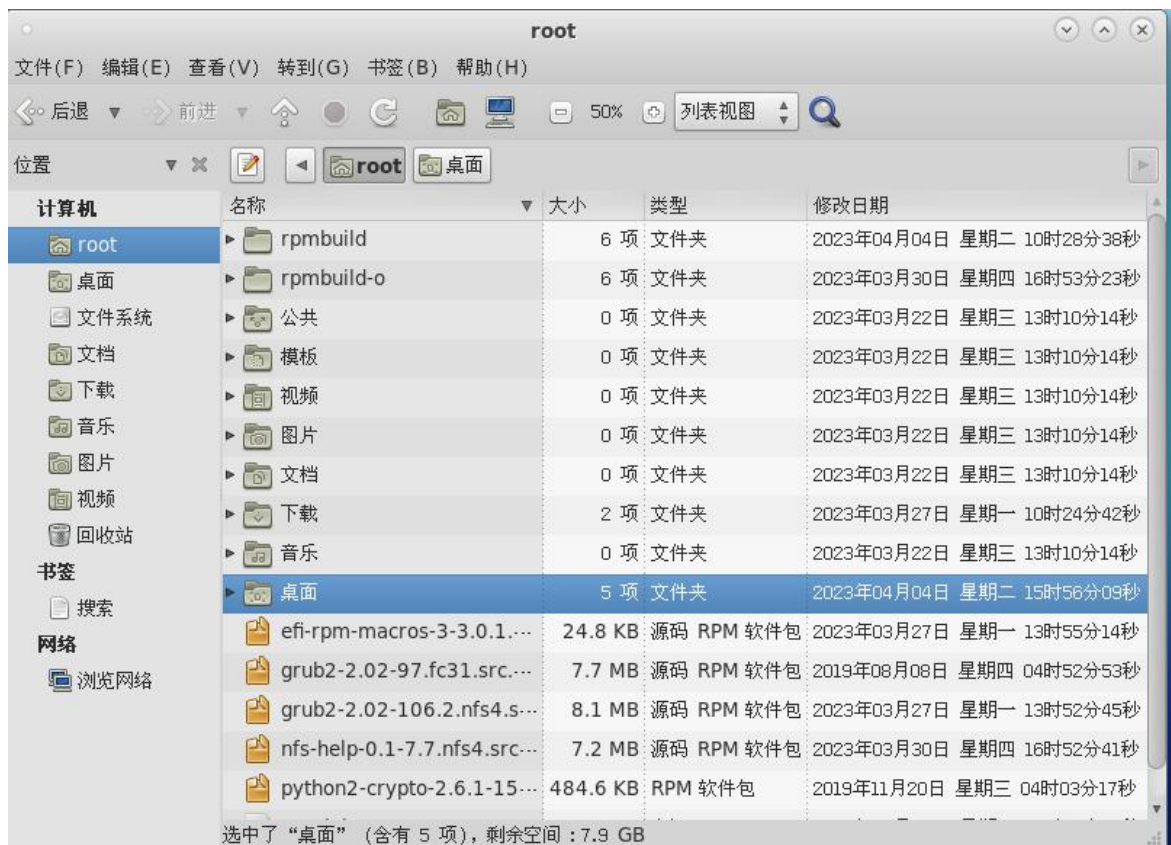 root
文件(F) 编辑(E) 查看(V) 转到(G) 书签(B) 帮助(H)
后退 前进 50% 列表视图
位置 root 桌面
计算机
root
桌面
文件系统
文档
下载
音乐
图片
视频
回收站
书签
搜索
网络
浏览网络
名称 大小 类型 修改日期
rpmbuild 6 项 文件夹 2023年04月04日 星期二 10时28分38秒
rpmbuild-o 6 项 文件夹 2023年03月30日 星期四 16时53分23秒
公共 0 项 文件夹 2023年03月22日 星期三 13时10分14秒
模板 0 项 文件夹 2023年03月22日 星期三 13时10分14秒
视频 0 项 文件夹 2023年03月22日 星期三 13时10分14秒
图片 0 项 文件夹 2023年03月22日 星期三 13时10分14秒
文档 0 项 文件夹 2023年03月22日 星期三 13时10分14秒
下载 2 项 文件夹 2023年03月27日 星期一 10时24分42秒
音乐 0 项 文件夹 2023年03月22日 星期三 13时10分14秒
桌面 5 项 文件夹 2023年04月04日 星期二 15时56分09秒
efi-rpm-macros-3-3.0.1.… 24.8 KB 源码 RPM 软件包 2023年03月27日 星期一 13时55分14秒
grub2-2.02-97.fc31.src.… 7.7 MB 源码 RPM 软件包 2019年08月08日 星期四 04时52分53秒
grub2-2.02-106.2.nfs4.s… 8.1 MB 源码 RPM 软件包 2023年03月27日 星期一 13时52分45秒
nfs-help-0.1-7.7.nfs4.src… 7.2 MB 源码 RPM 软件包 2023年03月30日 星期四 16时52分41秒
python2-crypto-2.6.1-15… 484.6 KB RPM 软件包 2019年11月20日 星期三 04时03分17秒
选中了 “桌面” (含有 5 项), 剩余空间 :7.9 GB